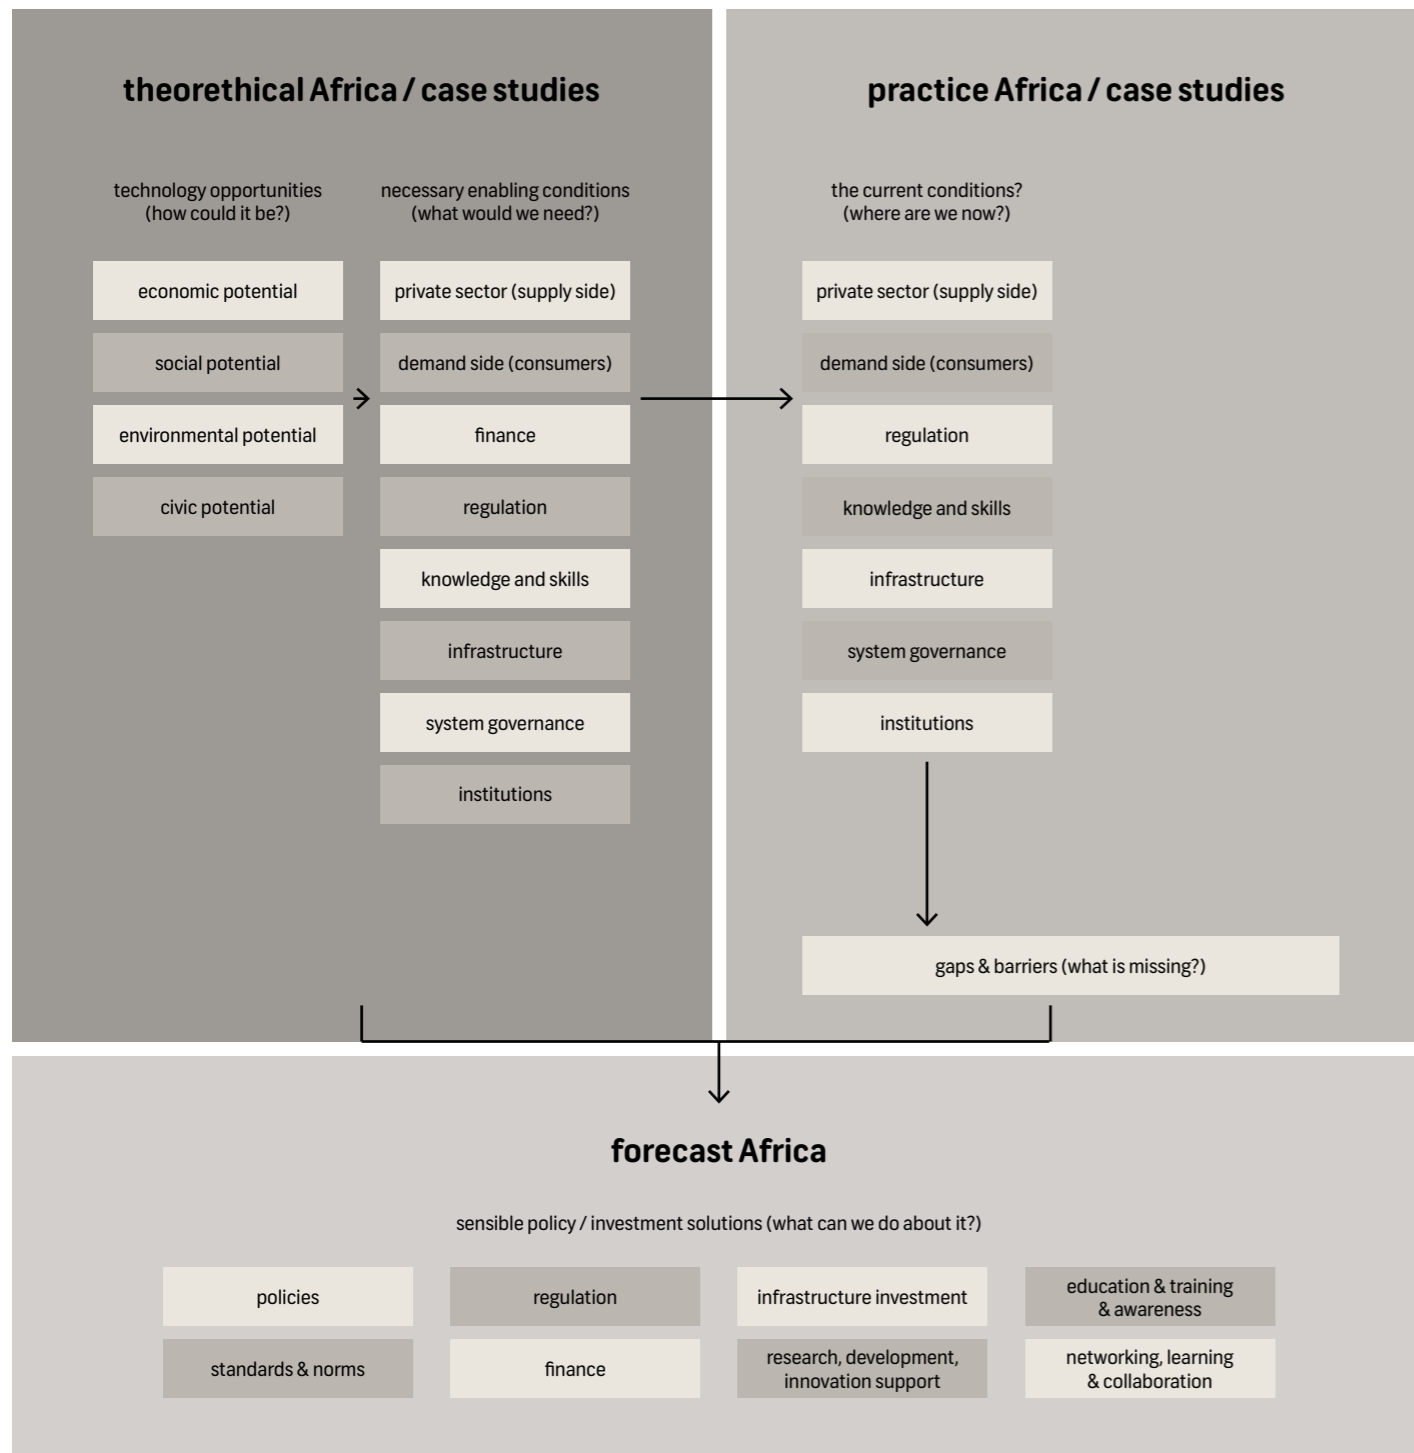 theorethical Africa / case studies
technology opportunities
(how could it be?)
economic potential
social potential
environmental potential
civic potential
necessary enabling conditions
(what would we need?)
private sector (supply side)
demand side (consumers)
finance
regulation
knowledge and skills
infrastructure
system governance
institutions
practice Africa / case studies
the current conditions?
(where are we now?)
private sector (supply side)
demand side (consumers)
regulation
knowledge and skills
infrastructure
system governance
institutions
gaps & barriers (what is missing?)
forecast Africa
sensible policy / investment solutions (what can we do about it?)
policies
regulation
infrastructure investment
education & training
& awareness
standards & norms
finance
research, development,
innovation support
networking, learning
& collaboration